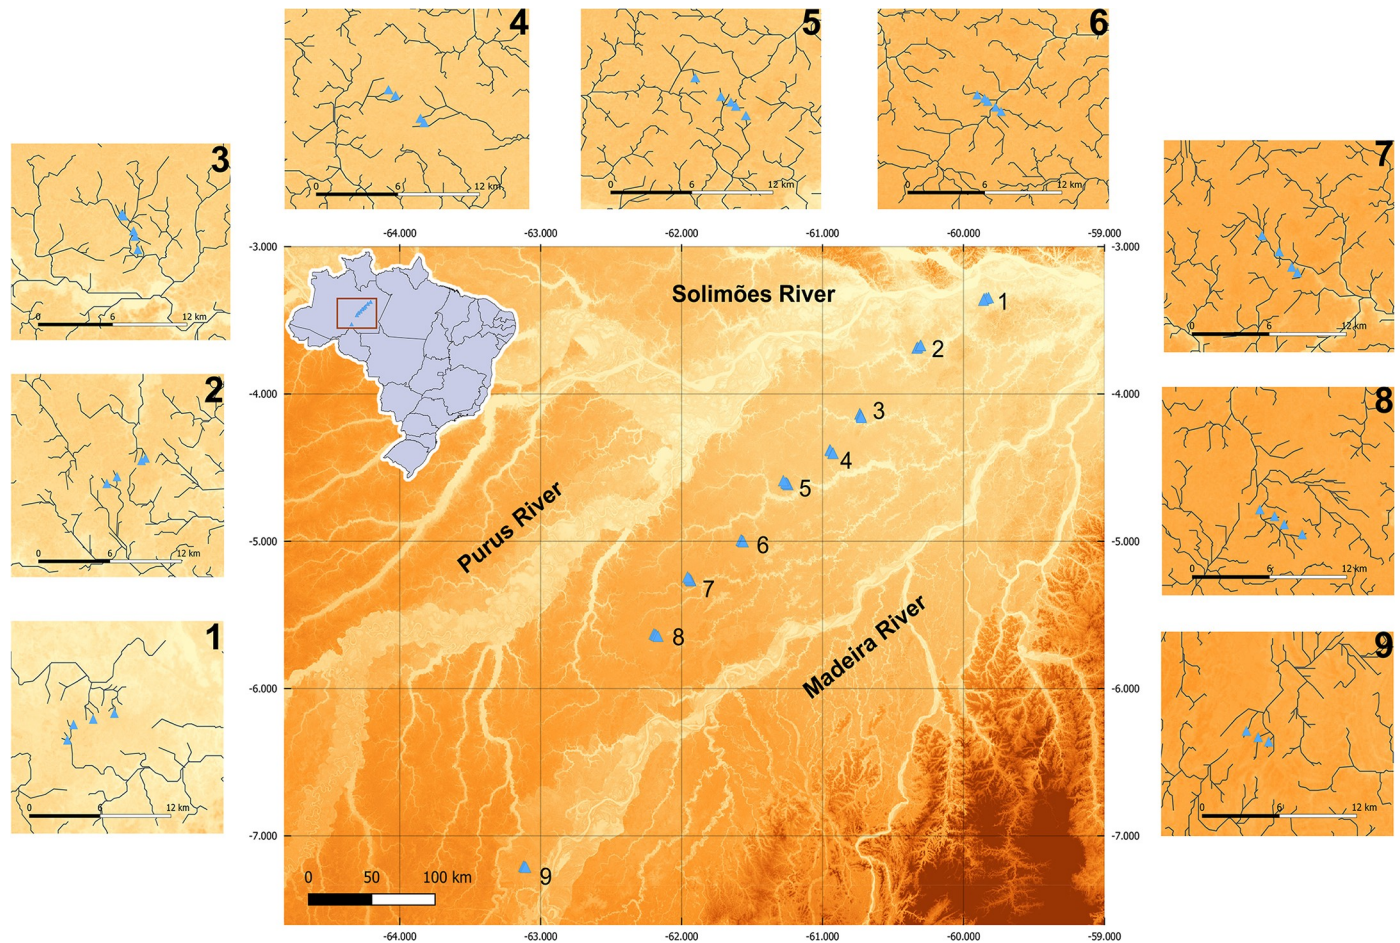 4
5
6
0 6 12 km
0 6 12 km
0 6 12 km
3
0 6 12 km
7
0 6 12 km
2
0 6 12 km
8
0 6 12 km
1
0 6 12 km
9
0 6 12 km
-64.000 -63.000 -62.000 -61.000 -60.000 -59.000
-3.000 -3.000
Solimões River
1
2
-4.000 -4.000
3
4
5
Purus River
-5.000 -5.000
6
7
Madeira River
8
-6.000 -6.000
-7.000 -7.000
9
0 50 100 km
-64.000 -63.000 -62.000 -61.000 -60.000 -59.000